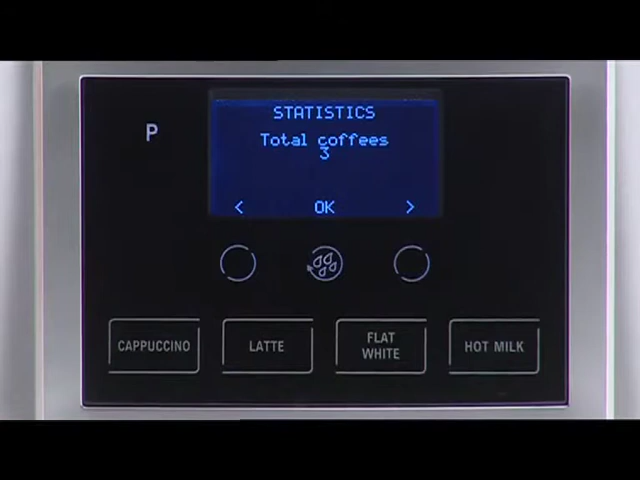 P
STATISTICS
Total coffees
3
< OK >
CAPPUCCINO
LATTE
FLAT
WHITE
HOT MILK